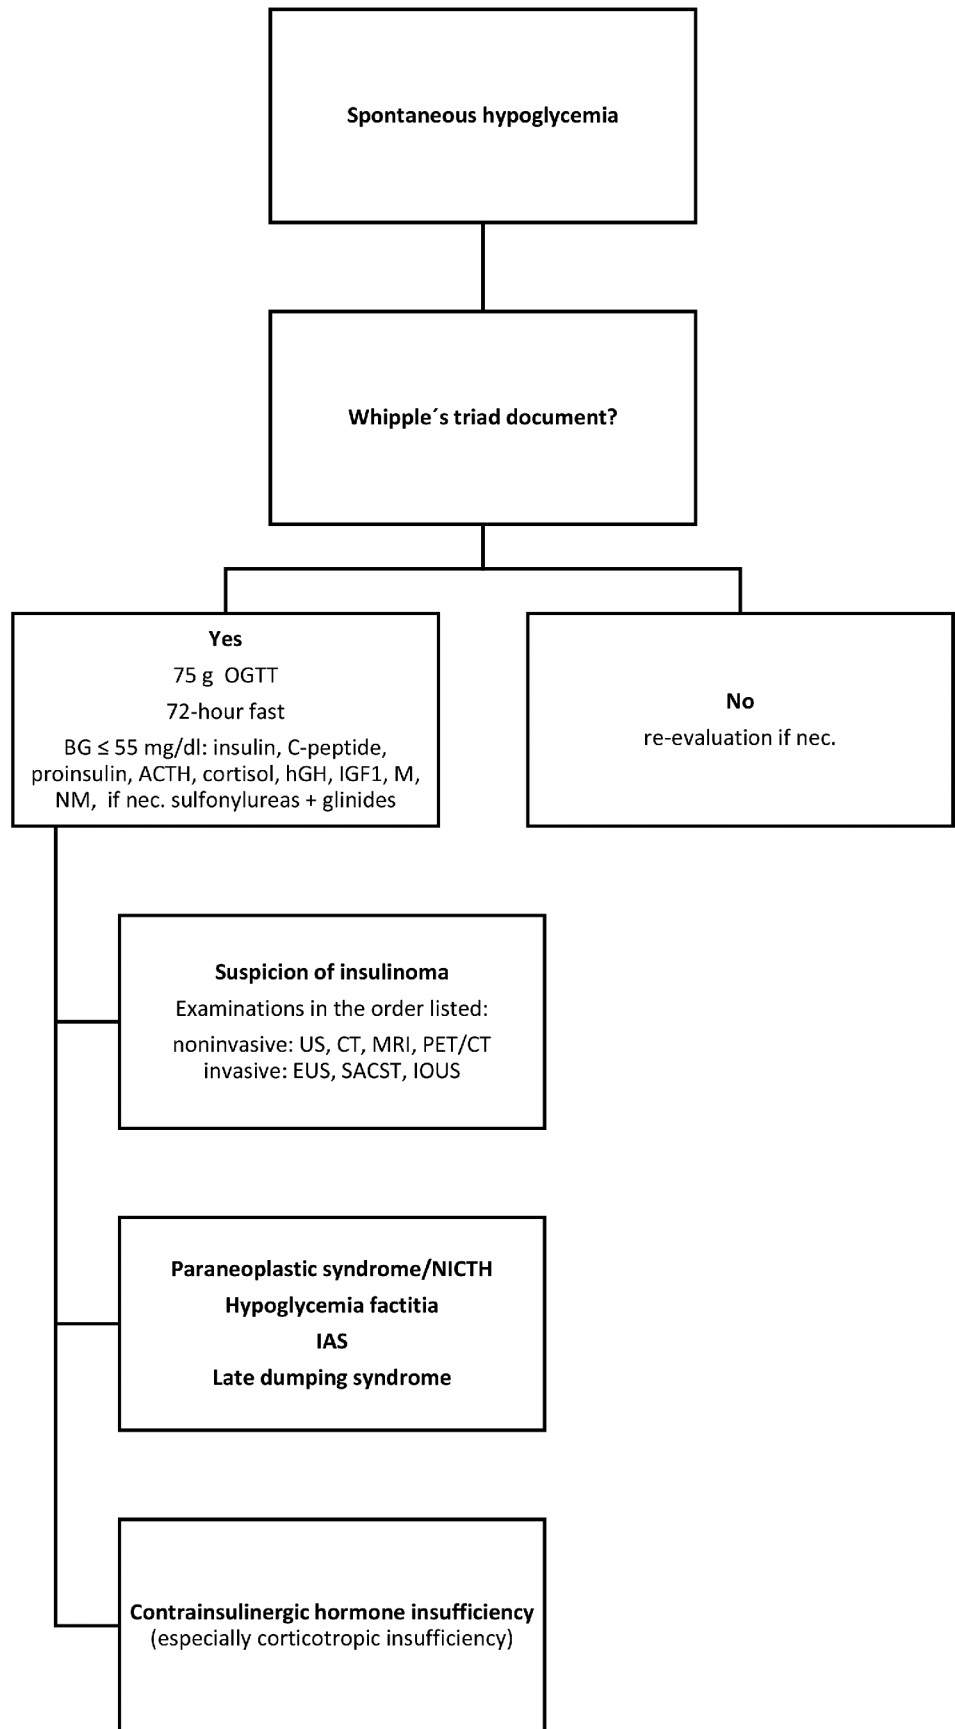 Spontaneous hypoglycemia
Whipple´s triad document?
Yes
75 g  OGTT
72-hour fast
BG ≤ 55 mg/dl: insulin, C-peptide,
proinsulin, ACTH, cortisol, hGH, IGF1, M,
NM,  if nec. sulfonylureas + glinides
No
re-evaluation if nec.
Suspicion of insulinoma
Examinations in the order listed:
noninvasive: US, CT, MRI, PET/CT
invasive: EUS, SACST, IOUS
Paraneoplastic syndrome/NICTH
Hypoglycemia factitia
IAS
Late dumping syndrome
Contrainsulinergic hormone insufficiency
(especially corticotropic insufficiency)